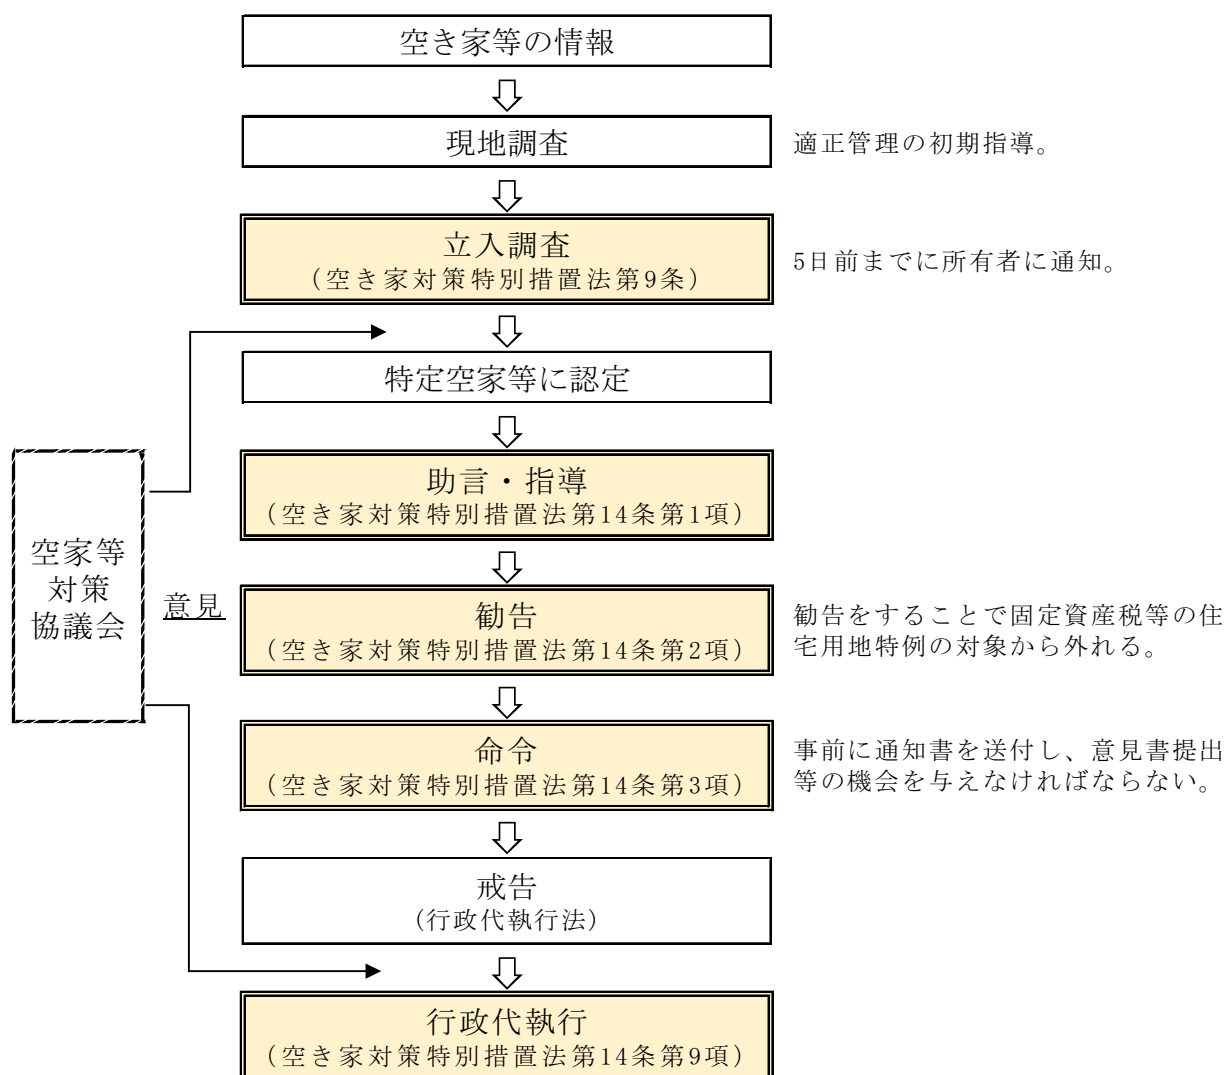 空き家等の情報
現地調査
適正管理の初期指導。
立入調査
(空き家対策特別措置法第9条)
5日前までに所有者に通知。
特定空家等に認定
助言・指導
(空き家対策特別措置法第14条第1項)
空家等
対策
協議会
意見
勧告
(空き家対策特別措置法第14条第2項)
勧告をすることで固定資産税等の住
宅用地特例の対象から外れる。
命令
(空き家対策特別措置法第14条第3項)
事前に通知書を送付し、意見書提出
等の機会を与えなければならない。
戒告
(行政代執行法)
行政代執行
(空き家対策特別措置法第14条第9項)